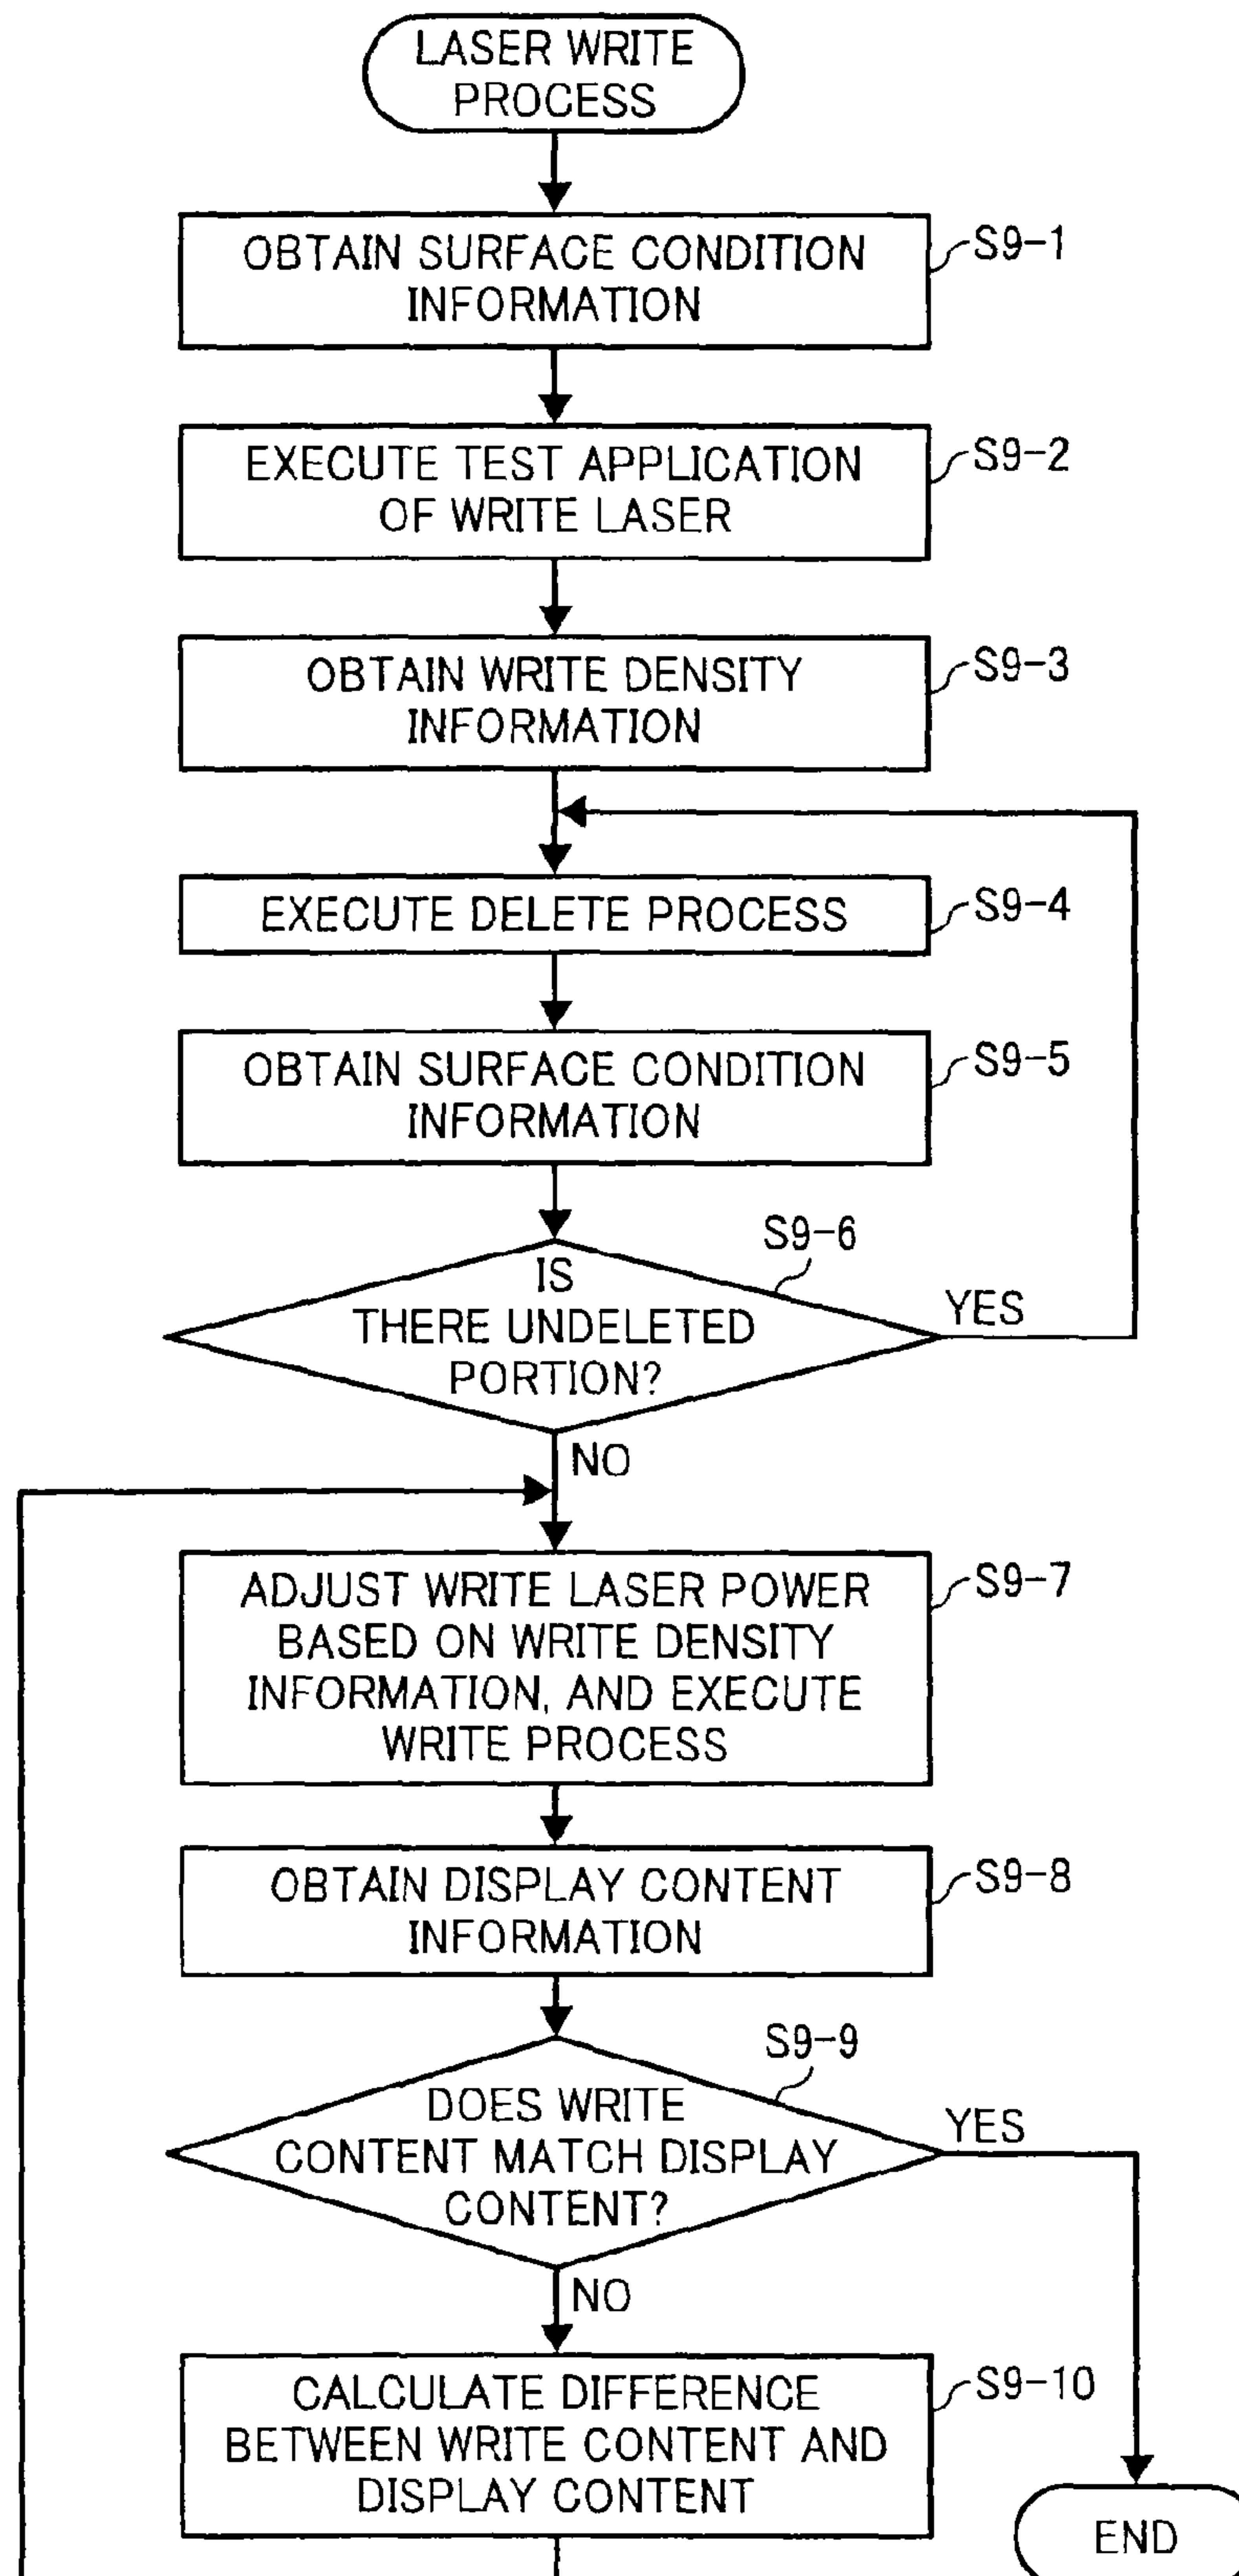 LASER WRITE
PROCESS
OBTAIN SURFACE CONDITION
INFORMATION
S9-1
EXECUTE TEST APPLICATION
OF WRITE LASER
S9-2
OBTAIN WRITE DENSITY
INFORMATION
S9-3
EXECUTE DELETE PROCESS
S9-4
OBTAIN SURFACE CONDITION
INFORMATION
S9-5
S9-6
IS
THERE UNDELETED
PORTION?
YES
NO
ADJUST WRITE LASER POWER
BASED ON WRITE DENSITY
INFORMATION, AND EXECUTE
WRITE PROCESS
S9-7
OBTAIN DISPLAY CONTENT
INFORMATION
S9-8
S9-9
DOES WRITE
CONTENT MATCH DISPLAY
CONTENT?
YES
NO
CALCULATE DIFFERENCE
BETWEEN WRITE CONTENT AND
DISPLAY CONTENT
S9-10
END